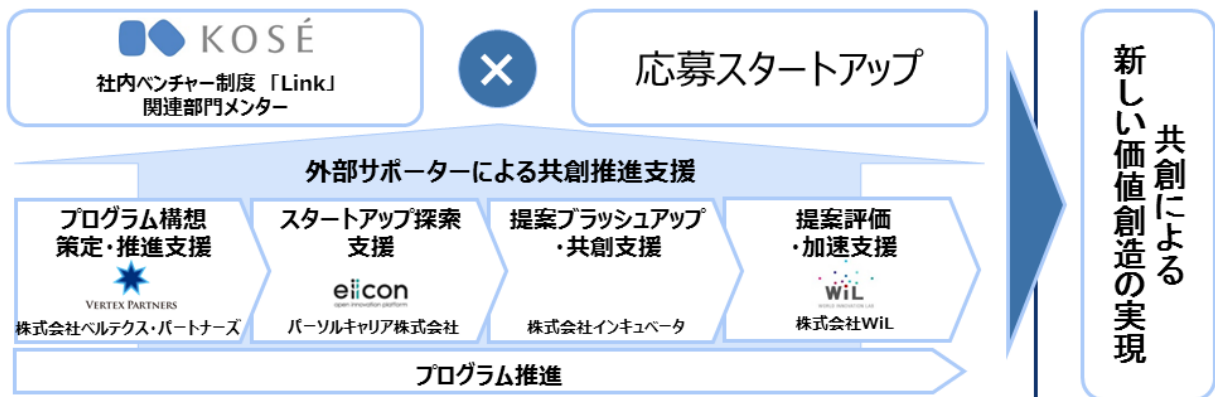 KOSÉ
社内ベンチャー制度 「Link」
関連部門メンター
×
応募スタートアップ
外部サポーターによる共創推進支援
プログラム構想
策定・推進支援
VERTEX PARTNERS
株式会社ベルテクス・パートナーズ
スタートアップ探索
支援
eiicon
open innovation platform
パーソルキャリア株式会社
提案ブラッシュアップ
・共創支援
株式会社インキュベータ
提案評価
・加速支援
WiL
WORLD INNOVATION LAB
株式会社WiL
プログラム推進
共創による
新しい価値創造の実現